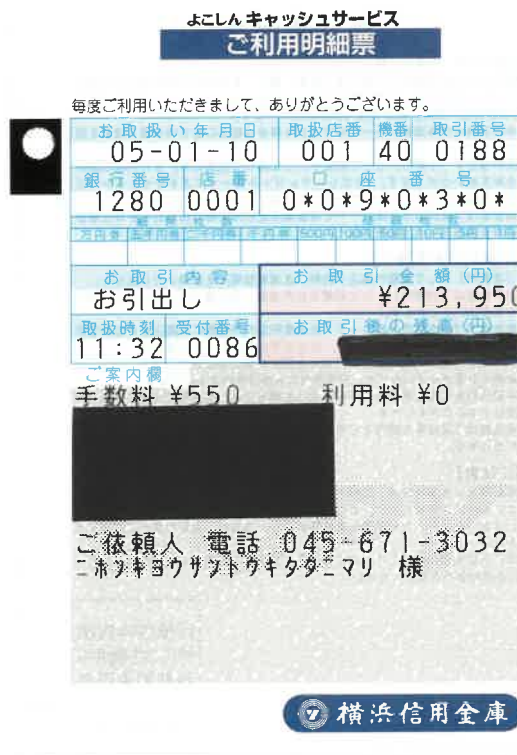 よこしん キャッシュサービス
ご利用明細票
毎度ご利用いただきまして、ありがとうございます。
お取扱い年月日 取扱店番 機番 取引番号
05-01-10 001 40 0188
銀行番号 店番 口座番号
1280 0001 0*0*9*0*3*0*
お取引内容 お取引金額(円)
お引出し ¥213,950
取扱時刻 受付番号 お取引後の残高(円)
11:32 0086
ご案内欄
手数料 ¥550 利用料 ¥0
ご依頼人 電話 045-671-3032
ニホンキヨウサントウキタダニマリ 様
横浜信用金庫